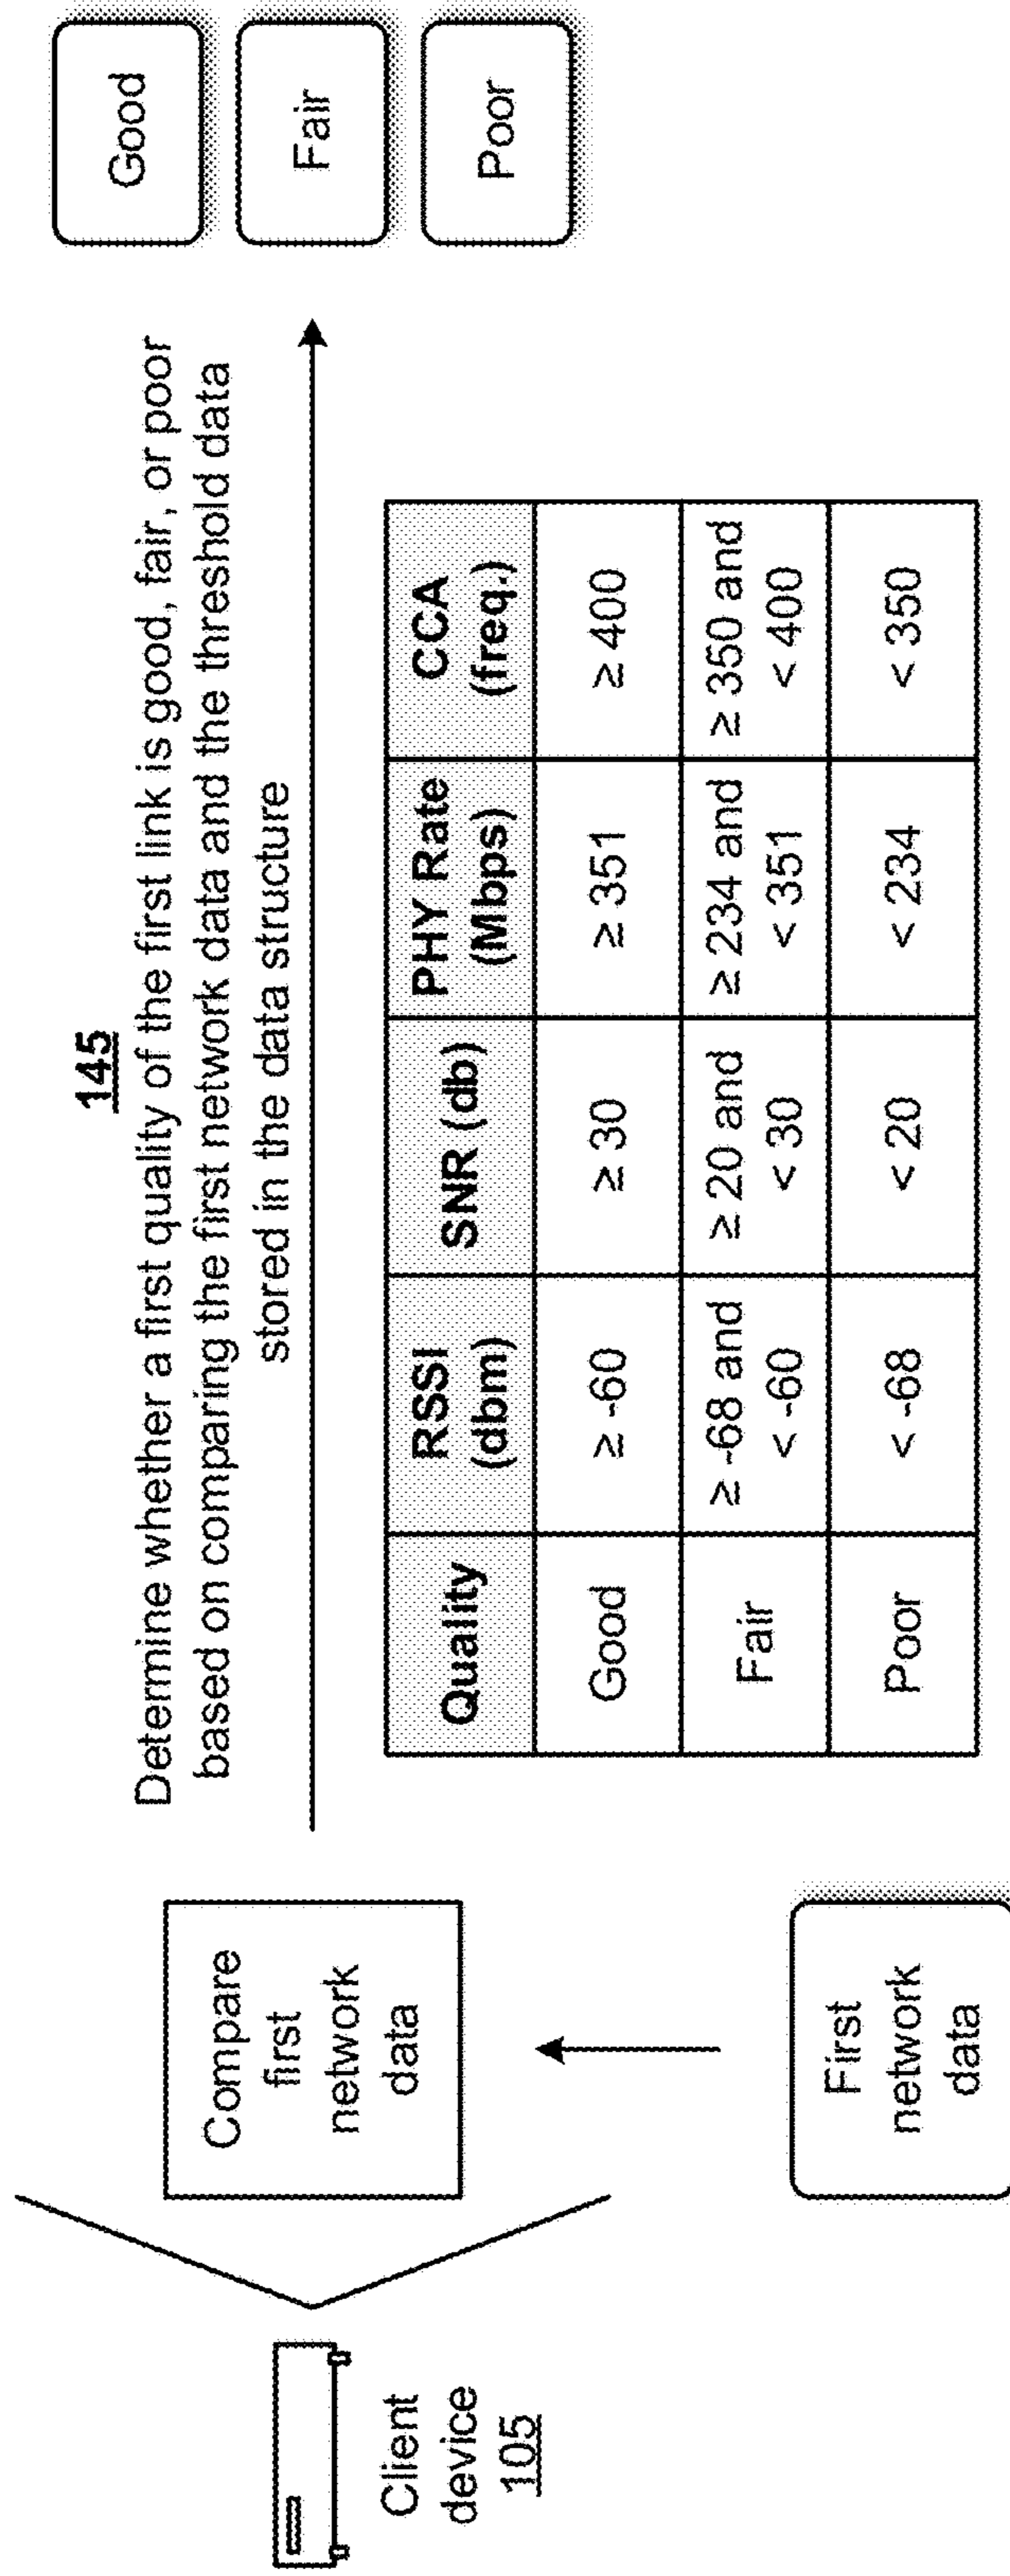 145
Determine whether a first quality of the first link is good, fair, or poor
based on comparing the first network data and the threshold data
stored in the data structure
Client
device
105
Compare
first
network
data
First
network
data
Quality
RSSI
(dbm)
SNR (db)
PHY Rate
(Mbps)
CCA
(freq.)
Good
≥ -60
≥ 30
≥ 351
≥ 400
Fair
≥ -68 and
< -60
≥ 20 and
< 30
≥ 234 and
< 351
≥ 350 and
< 400
Poor
< -68
< 20
< 234
< 350
Good
Fair
Poor